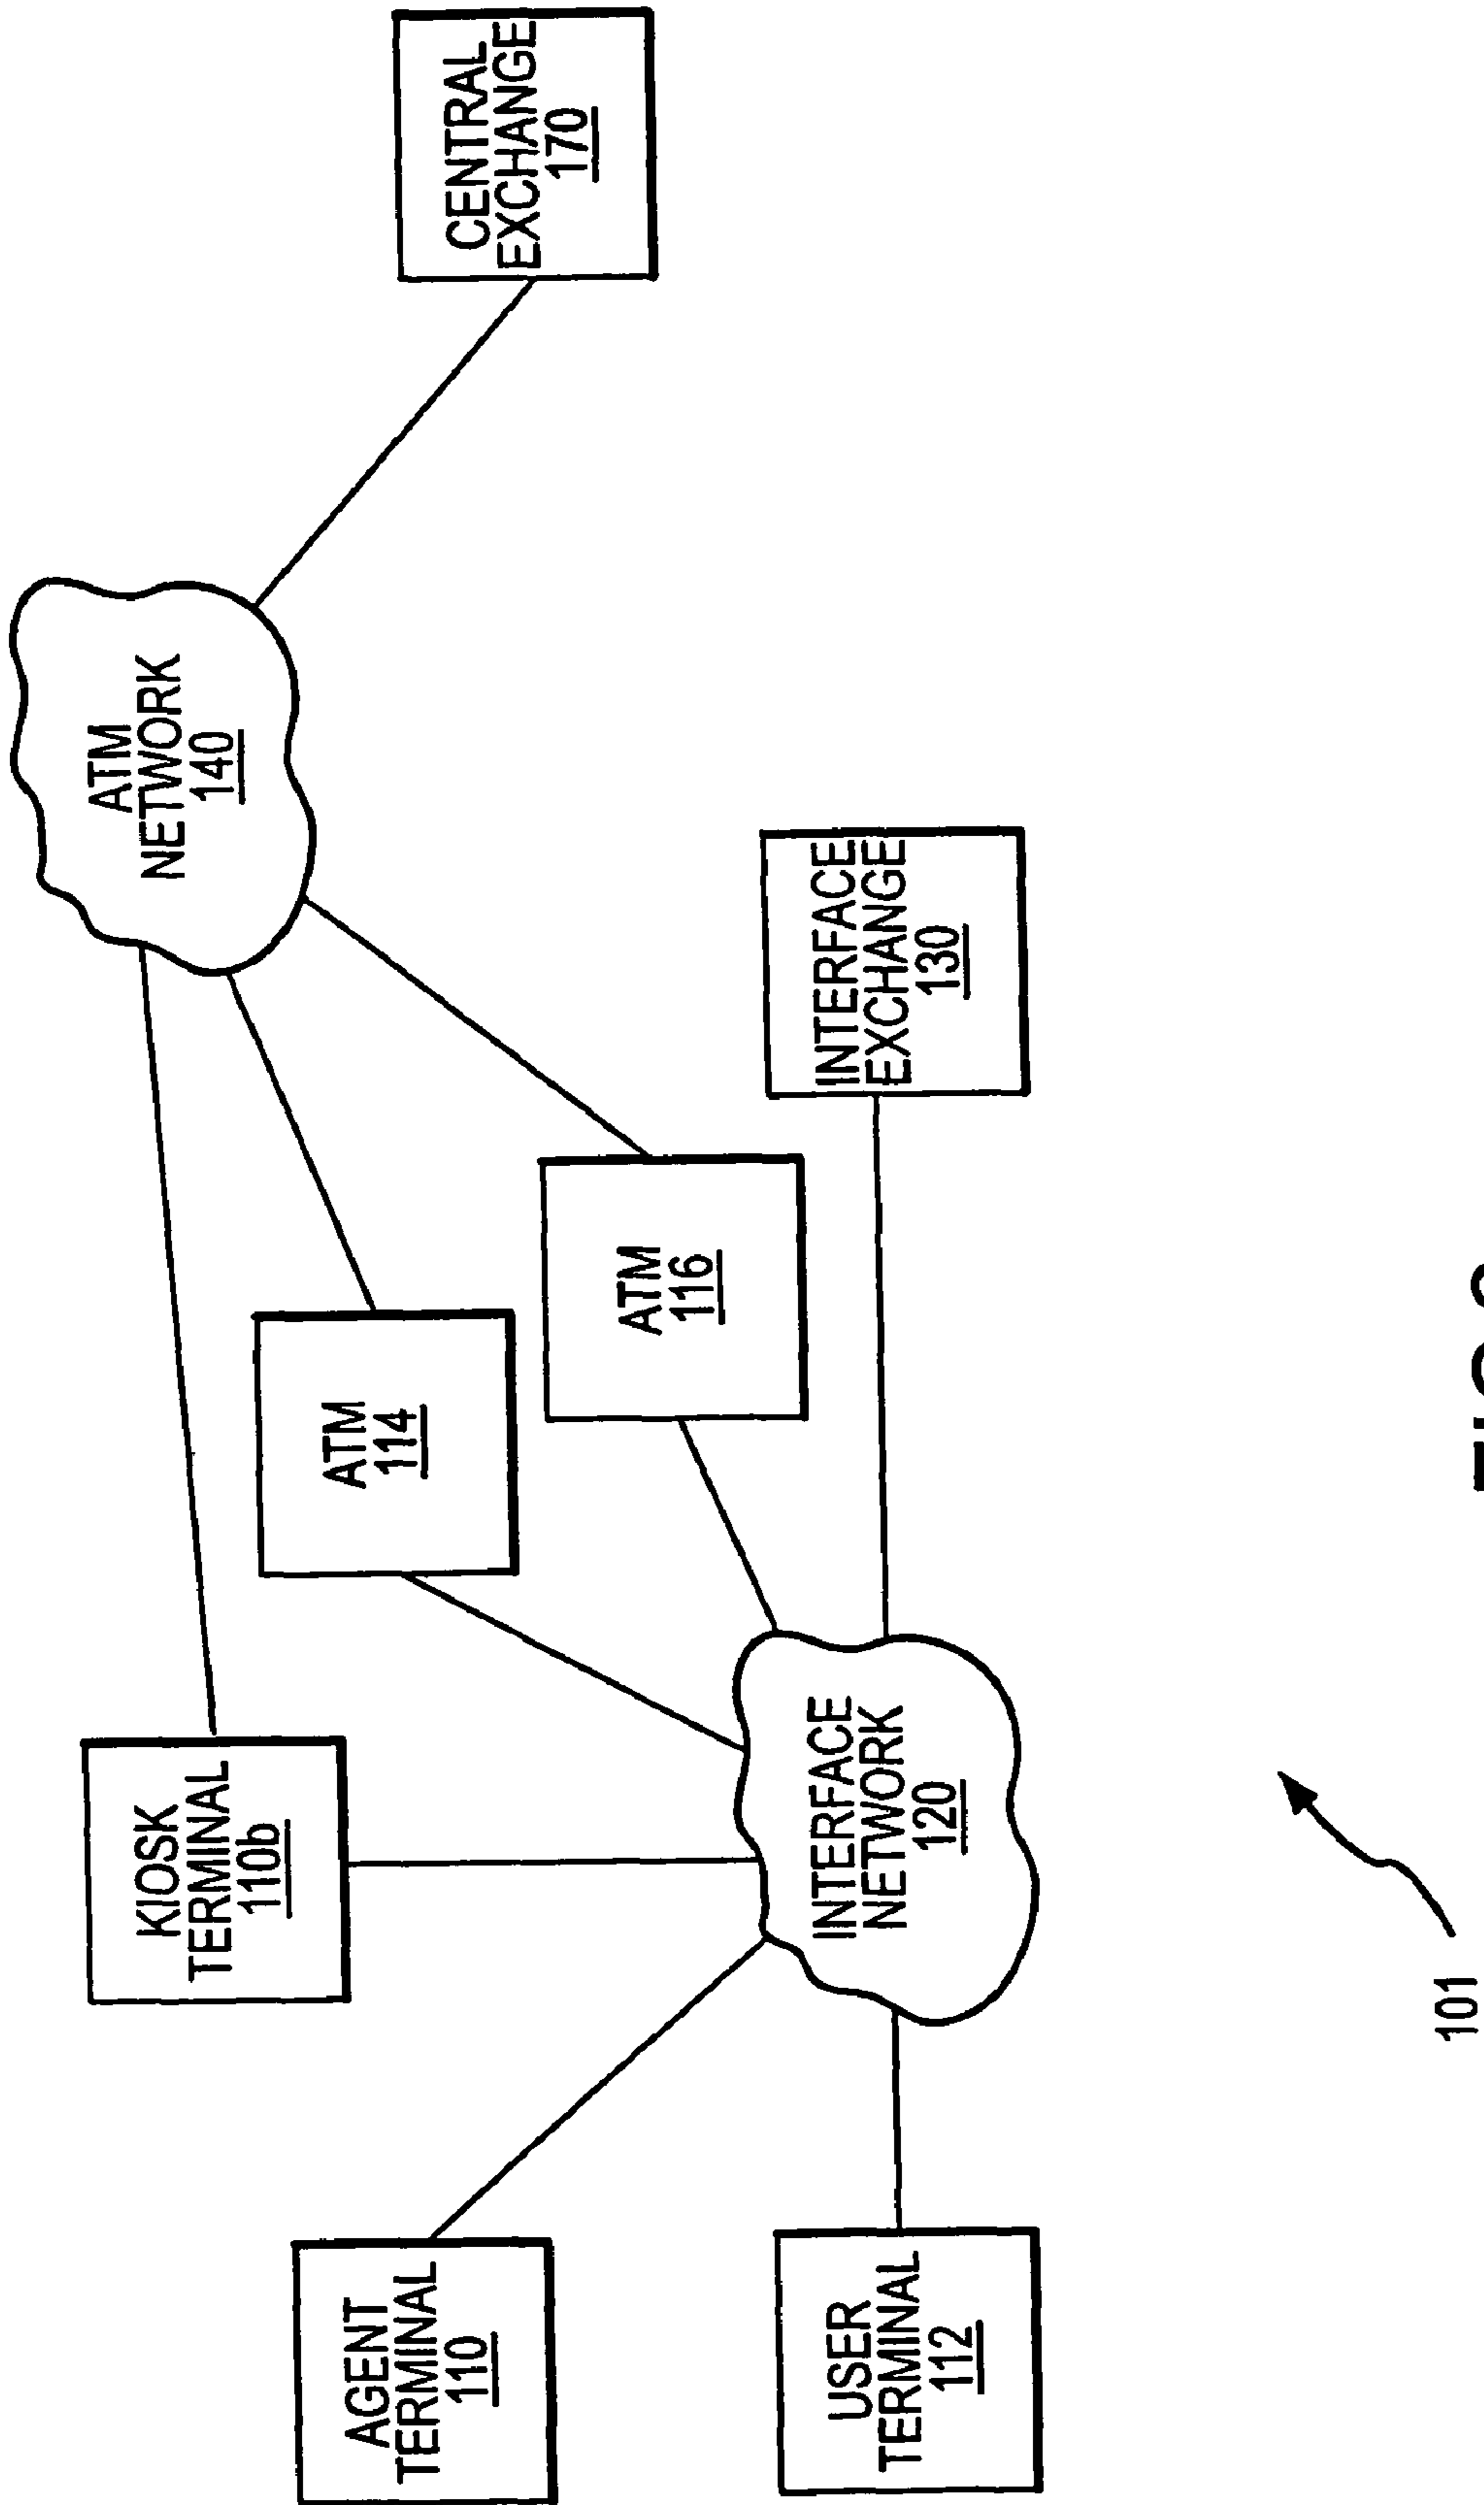 AGENT
TERMINAL
110
USER
TERMINAL
112
KIOSK
TERMINAL
110b
INTERFACE
NETWORK
120
ATM
114
ATM
116
INTERFACE
EXCHANGE
130
ATM
NETWORK
140
CENTRAL
EXCHANGE
170
101